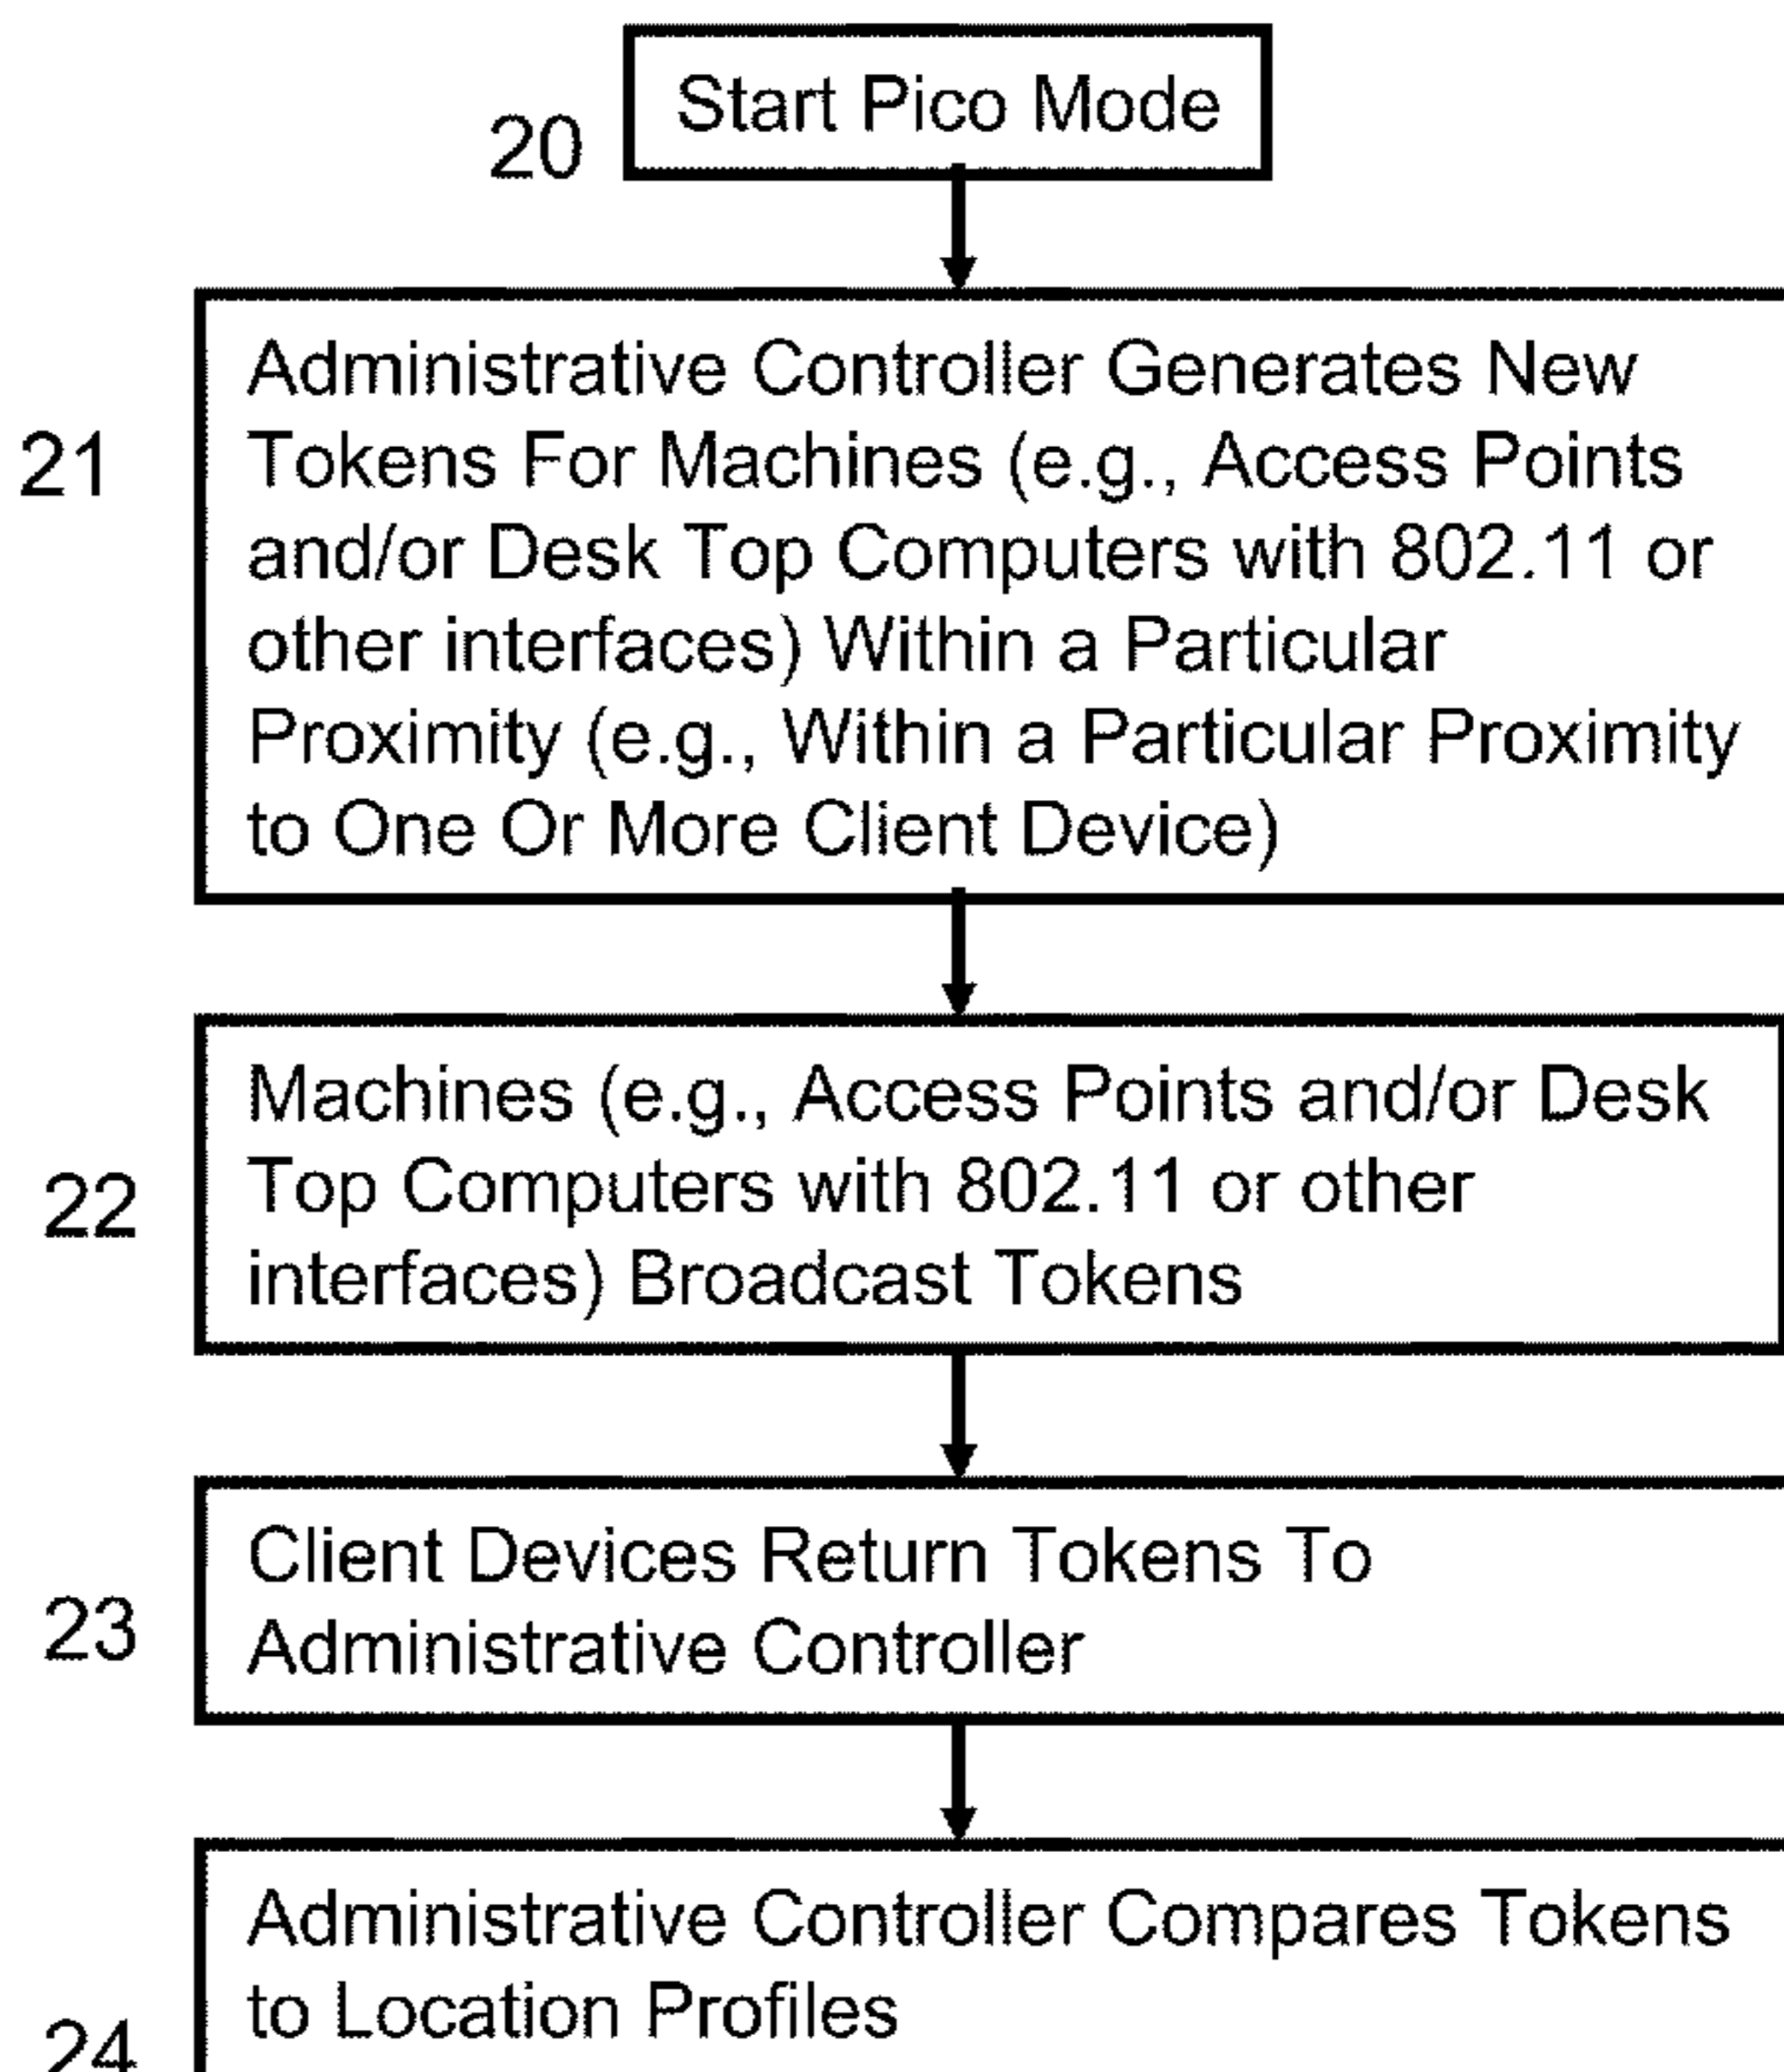 Start Pico Mode
20
Administrative Controller Generates New
Tokens For Machines (e.g., Access Points
and/or Desk Top Computers with 802.11 or
other interfaces) Within a Particular
Proximity (e.g., Within a Particular Proximity
to One Or More Client Device)
21
Machines (e.g., Access Points and/or Desk
Top Computers with 802.11 or other
interfaces) Broadcast Tokens
22
Client Devices Return Tokens To
Administrative Controller
23
Administrative Controller Compares Tokens
to Location Profiles
24